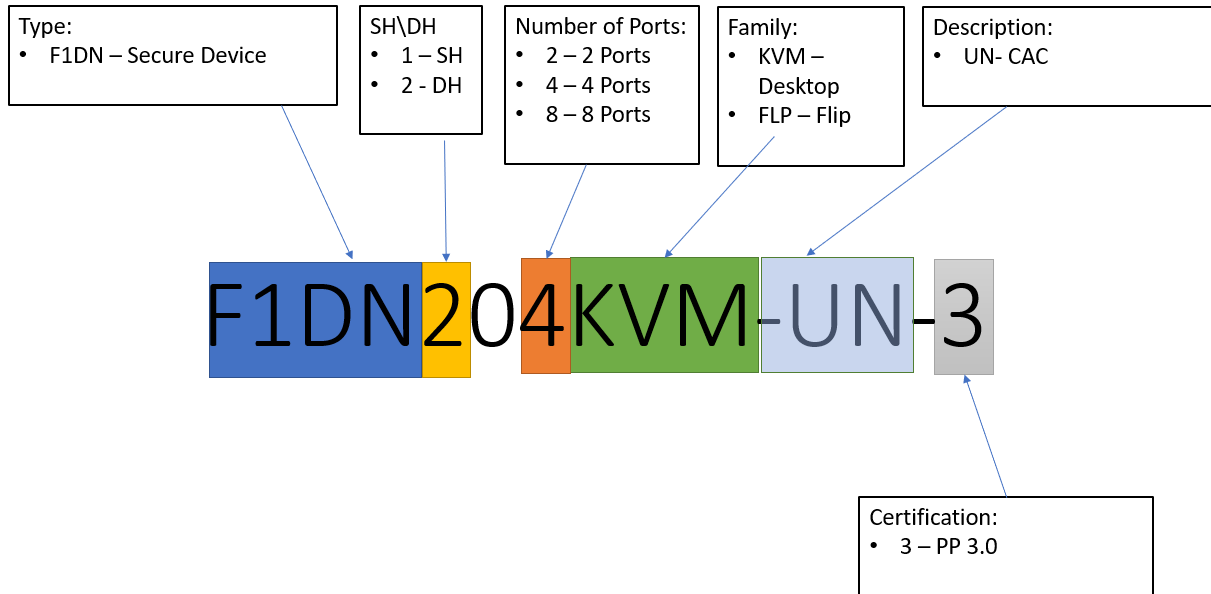 Type:
• F1DN – Secure Device
SH\DH
• 1 – SH
• 2 - DH
Number of Ports:
• 2 – 2 Ports
• 4 – 4 Ports
• 8 – 8 Ports
Family:
• KVM –
Desktop
• FLP – Flip
Description:
• UN- CAC
F1DN204KVM-UN-3
Certification:
• 3 – PP 3.0